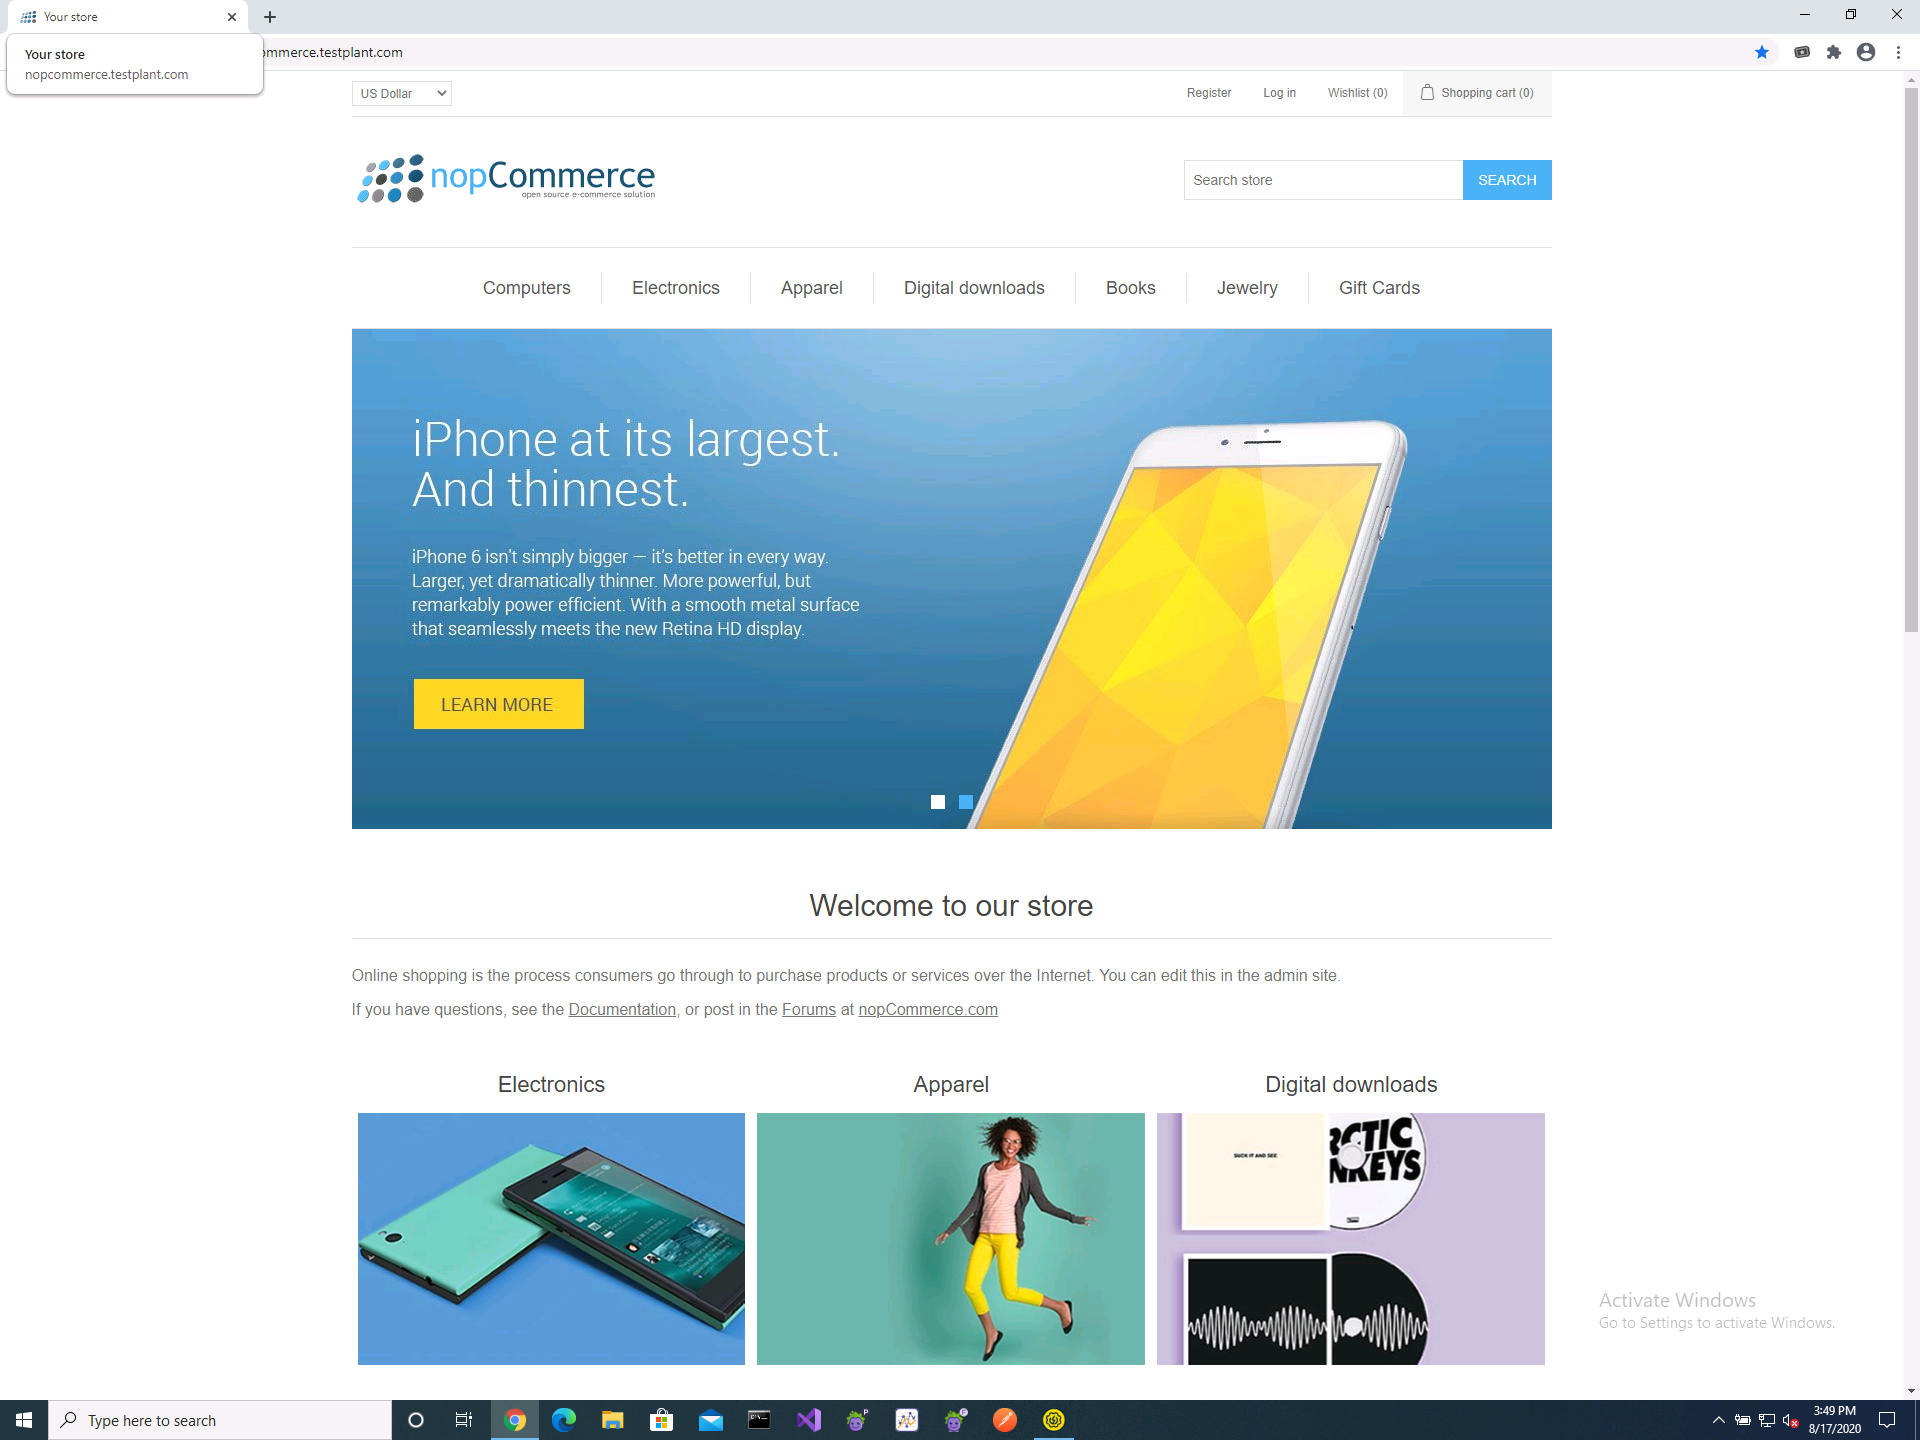 Your store
Your store
nopcommerce.testplant.com
ommerce.testplant.com
US Dollar
Register
Log in
Wishlist (0)
Shopping cart (0)
nopCommerce
open source e-commerce solution
Search store
SEARCH
Computers
Electronics
Apparel
Digital downloads
Books
Jewelry
Gift Cards
iPhone at its largest.
And thinnest.
iPhone 6 isn't simply bigger — it's better in every way.
Larger, yet dramatically thinner. More powerful, but
remarkably power efficient. With a smooth metal surface
that seamlessly meets the new Retina HD display.
LEARN MORE
Welcome to our store
Online shopping is the process consumers go through to purchase products or services over the Internet. You can edit this in the admin site.
If you have questions, see the Documentation, or post in the Forums at nopCommerce.com
Electronics
Apparel
Digital downloads
SUCK IT AND SEE
RCTIC
NKEYS
Activate Windows
Go to Settings to activate Windows.
Type here to search
3:49 PM
8/17/2020